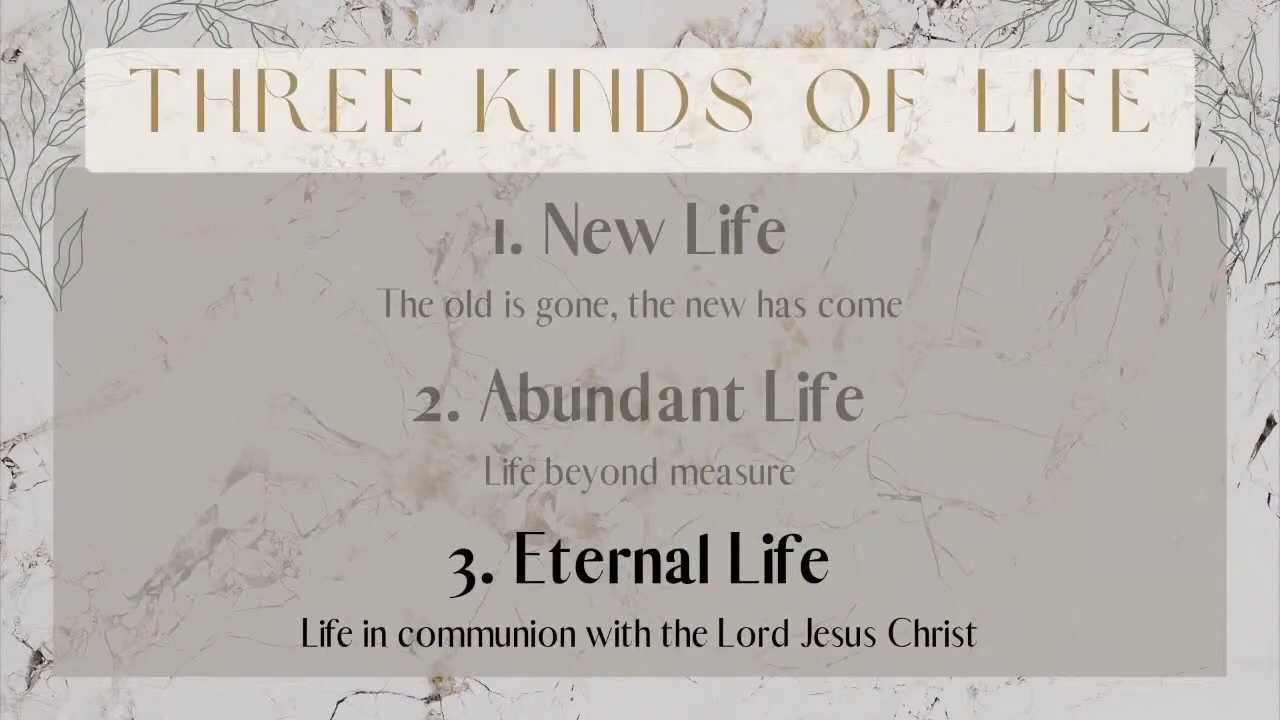 THREE KINDS OF LIFE
1. New Life
The old is gone, the new has come
2. Abundant Life
Life beyond measure
3. Eternal Life
Life in communion with the Lord Jesus Christ